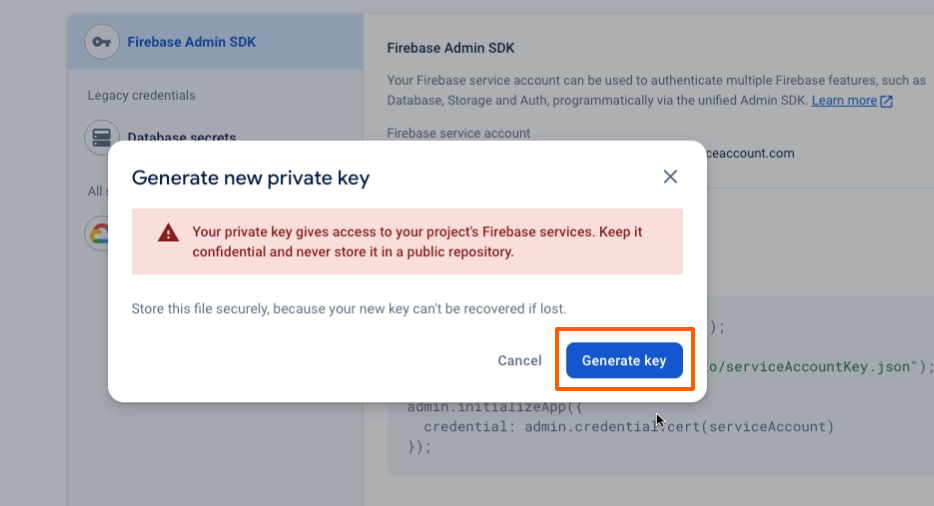 Firebase Admin SDK
Legacy credentials
Database secrets
All
Firebase Admin SDK
Your Firebase service account can be used to authenticate multiple Firebase features, such as
Database, Storage and Auth, programmatically via the unified Admin SDK. Learn more
Firebase service account
ceaccount.com
Generate new private key
Your private key gives access to your project's Firebase services. Keep it
confidential and never store it in a public repository.
Store this file securely, because your new key can't be recovered if lost.
Cancel
Generate key
);
to/serviceAccountKey.json");
admin.initializeApp({
credential: admin.credential.cert(serviceAccount)
});